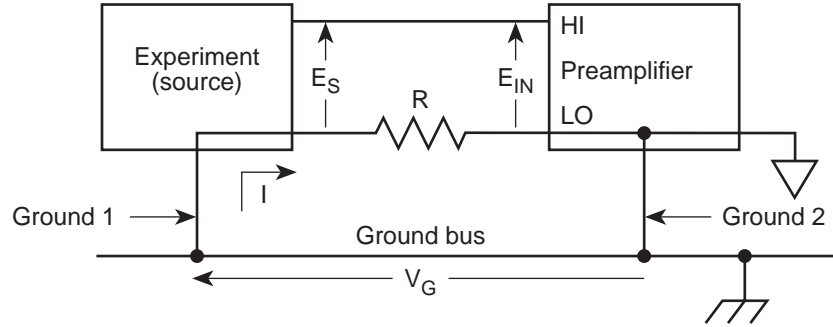 Experiment
(source)
HI
Preamplifier
LO
E_S
E_IN
R
I
Ground 1
Ground 2
Ground bus
V_G